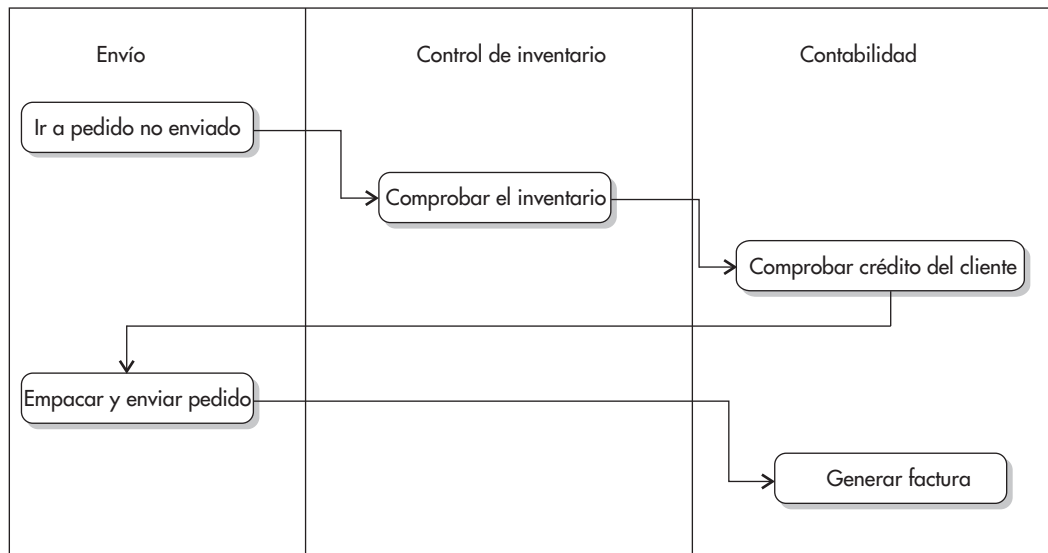 Envío
Control de inventario
Contabilidad
Ir a pedido no enviado
Comprobar el inventario
Comprobar crédito del cliente
Empacar y enviar pedido
Generar factura